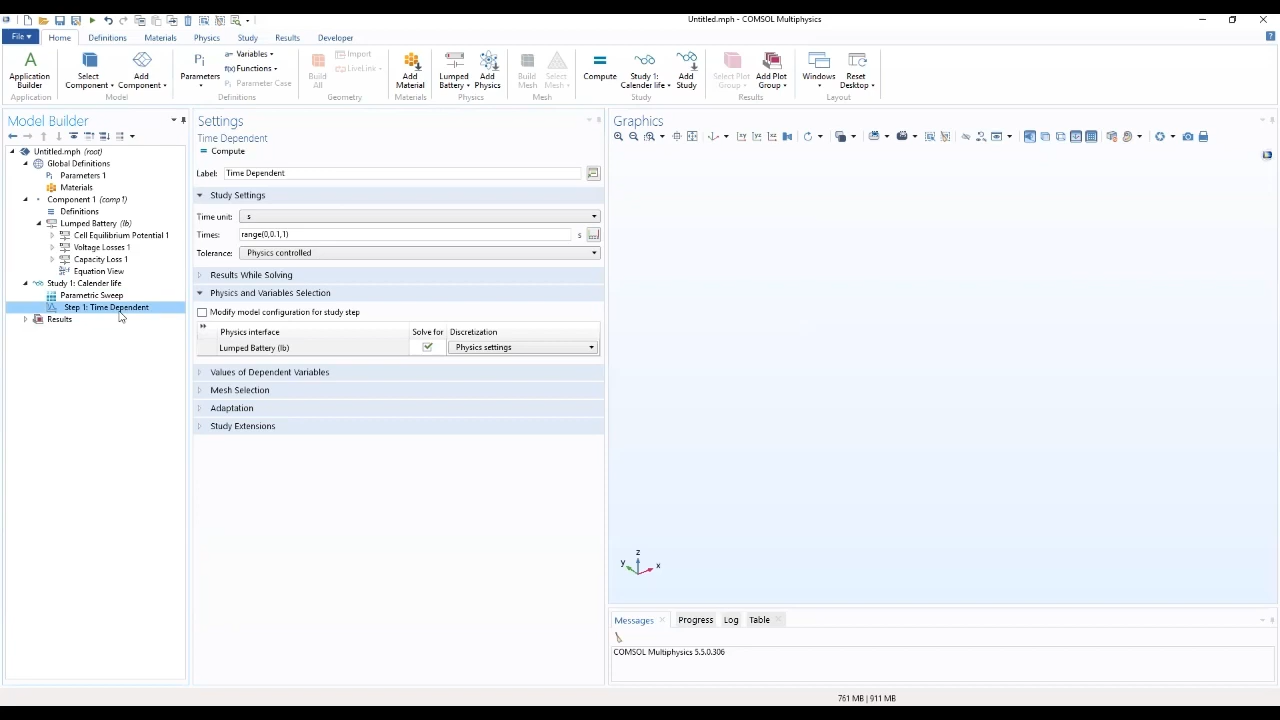 Untitled.mph - COMSOL Multiphysics
File Home Definitions Materials Physics Study Results Developer
Application Builder
Application
Select Component
Add Component
Model
Parameters
a= Variables
f(x) Functions
Parameter Case
Definitions
Build All
Import
LiveLink
Geometry
Add Material
Materials
Lumped Battery
Add Physics
Physics
Build Mesh
Select Mesh
Mesh
Compute
Study 1: Calender life
Add Study
Study
Select Plot Group
Add Plot Group
Results
Windows
Reset Desktop
Layout
Model Builder
Untitled.mph (root)
Global Definitions
Parameters 1
Materials
Component 1 (comp1)
Definitions
Lumped Battery (lb)
Cell Equilibrium Potential 1
Voltage Losses 1
Capacity Loss 1
Equation View
Study 1: Calender life
Parametric Sweep
Step 1: Time Dependent
Results
Settings
Time Dependent
= Compute
Label: Time Dependent
Study Settings
Time unit: s
Times: range(0,0.1,1) s
Tolerance: Physics controlled
Results While Solving
Physics and Variables Selection
Modify model configuration for study step
Physics interface Solve for Discretization
Lumped Battery (lb) Physics settings
Values of Dependent Variables
Mesh Selection
Adaptation
Study Extensions
Graphics
z
y x
Messages Progress Log Table
COMSOL Multiphysics 5.5.0.306
761 MB | 911 MB